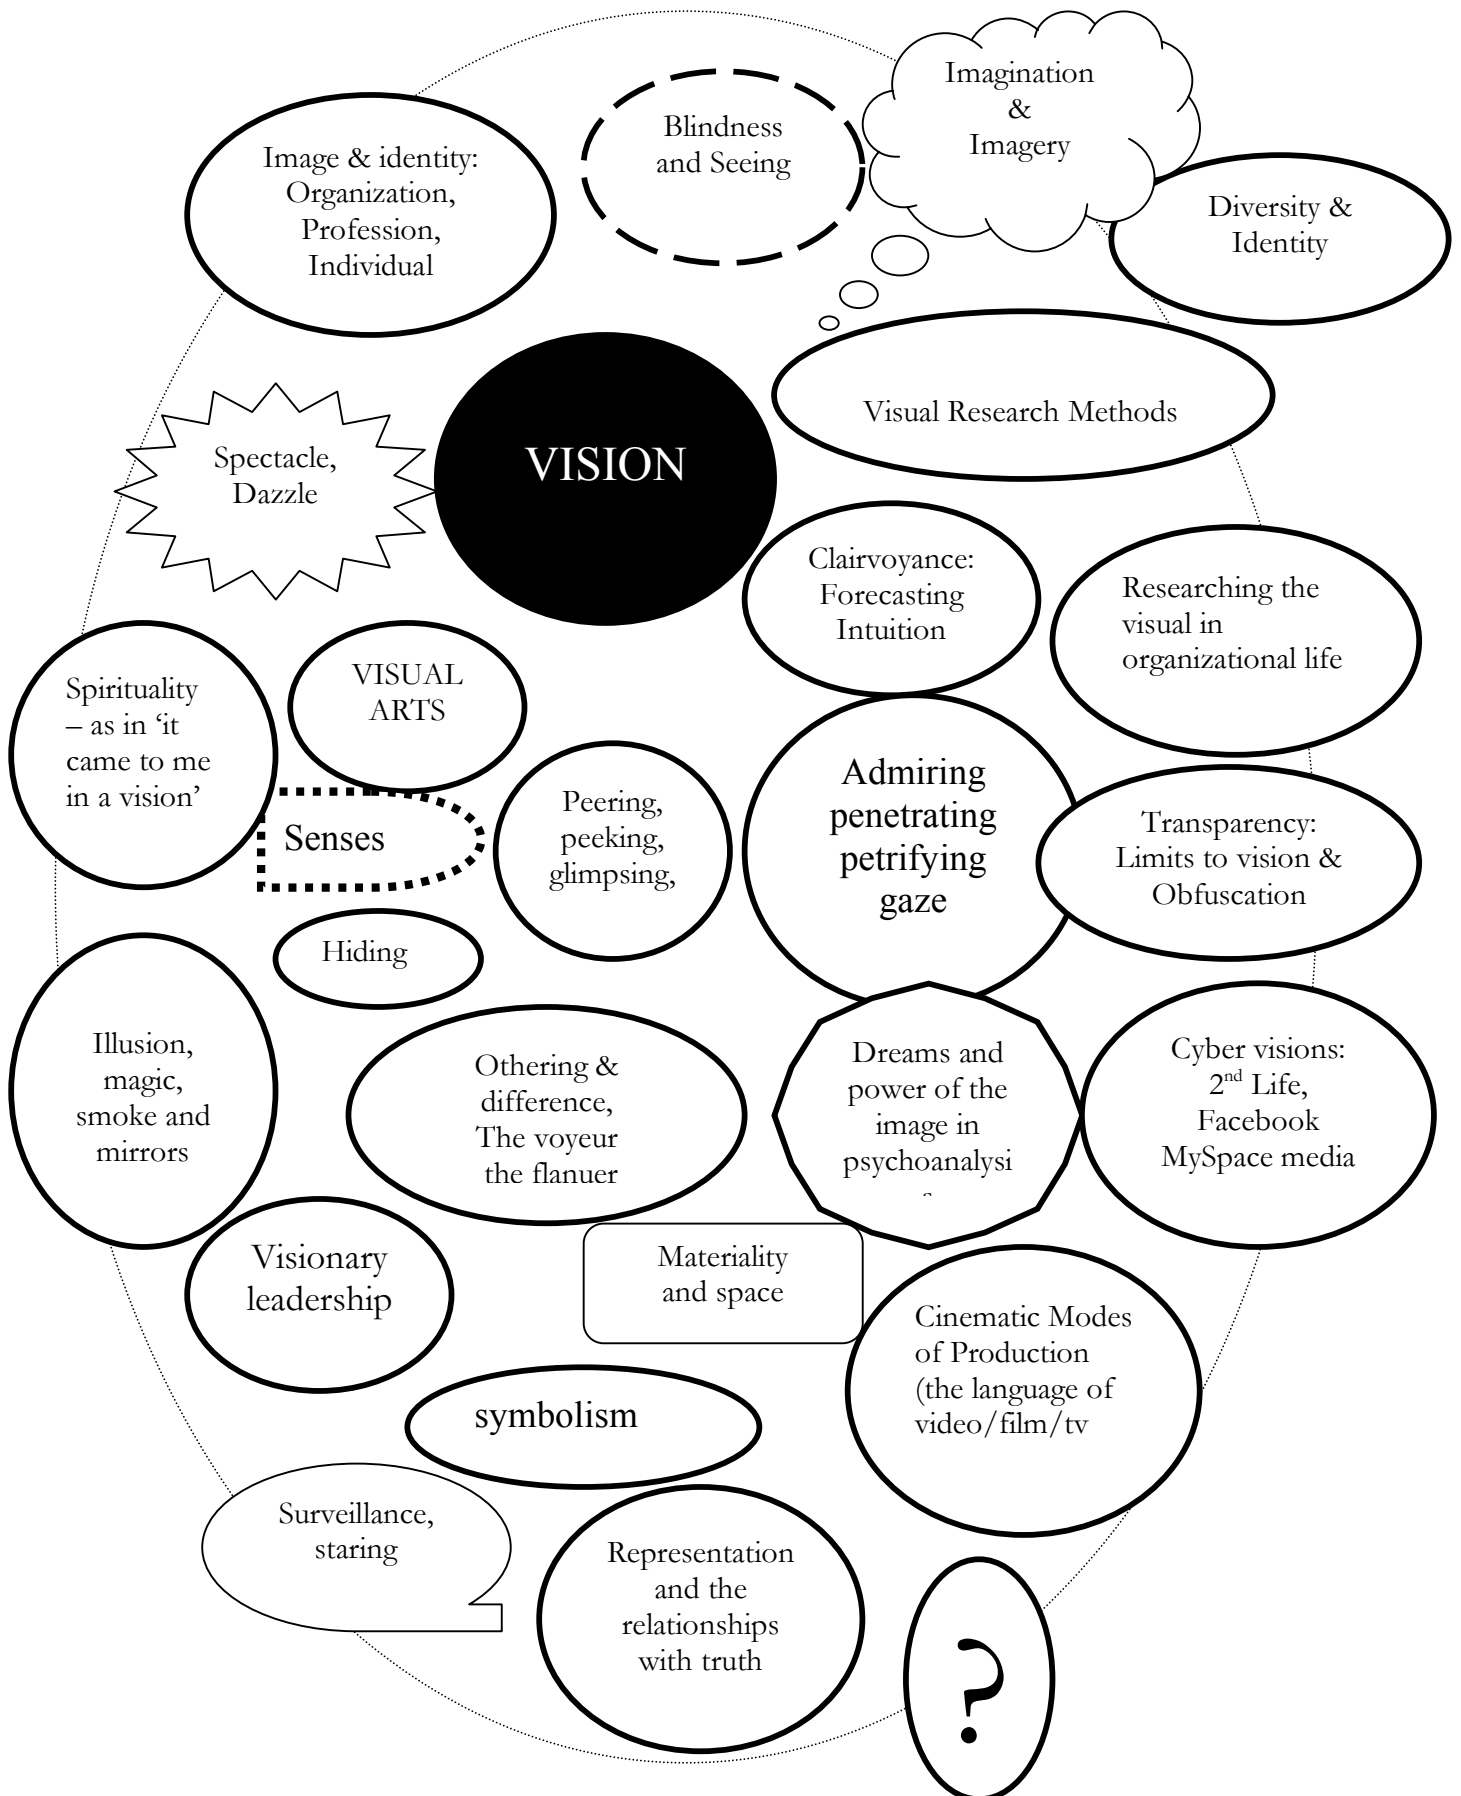 Imagination
&
Imagery
Blindness
and Seeing
Image & identity:
Organization,
Profession,
Individual
Diversity &
Identity
Visual Research Methods
Spectacle,
Dazzle
VISION
Clairvoyance:
Forecasting
Intuition
Researching the
visual in
organizational life
Spirituality
– as in ‘it
came to me
in a vision’
VISUAL
ARTS
Senses
Peering,
peeking,
glimpsing,
Admiring
penetrating
petrifying
gaze
Transparency:
Limits to vision &
Obfuscation
Hiding
Illusion,
magic,
smoke and
mirrors
Othering &
difference,
The voyeur
the flanuer
Dreams and
power of the
image in
psychoanalysi
s
Cyber visions:
2nd Life,
Facebook
MySpace media
Visionary
leadership
Materiality
and space
Cinematic Modes
of Production
(the language of
video/film/tv
symbolism
Surveillance,
staring
Representation
and the
relationships
with truth
?